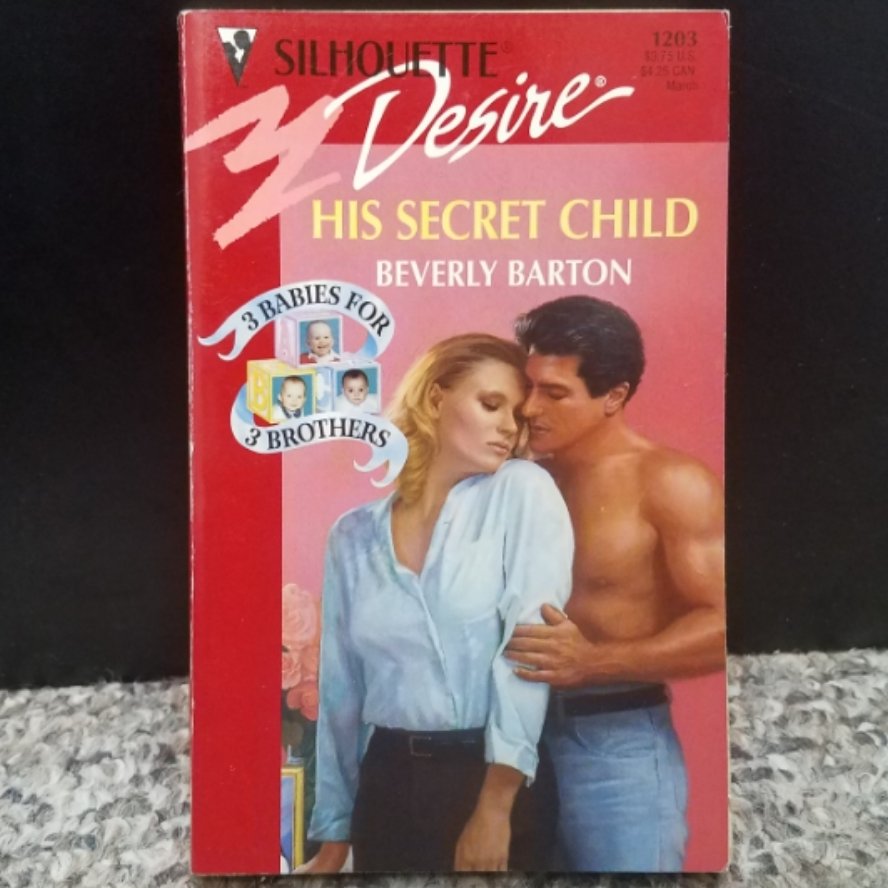 SILHOUETTE®
Desire®
1203
$3.75 U.S.
$4.25 CAN.
March
HIS SECRET CHILD
BEVERLY BARTON
3 BABIES FOR
B C
3 BROTHERS